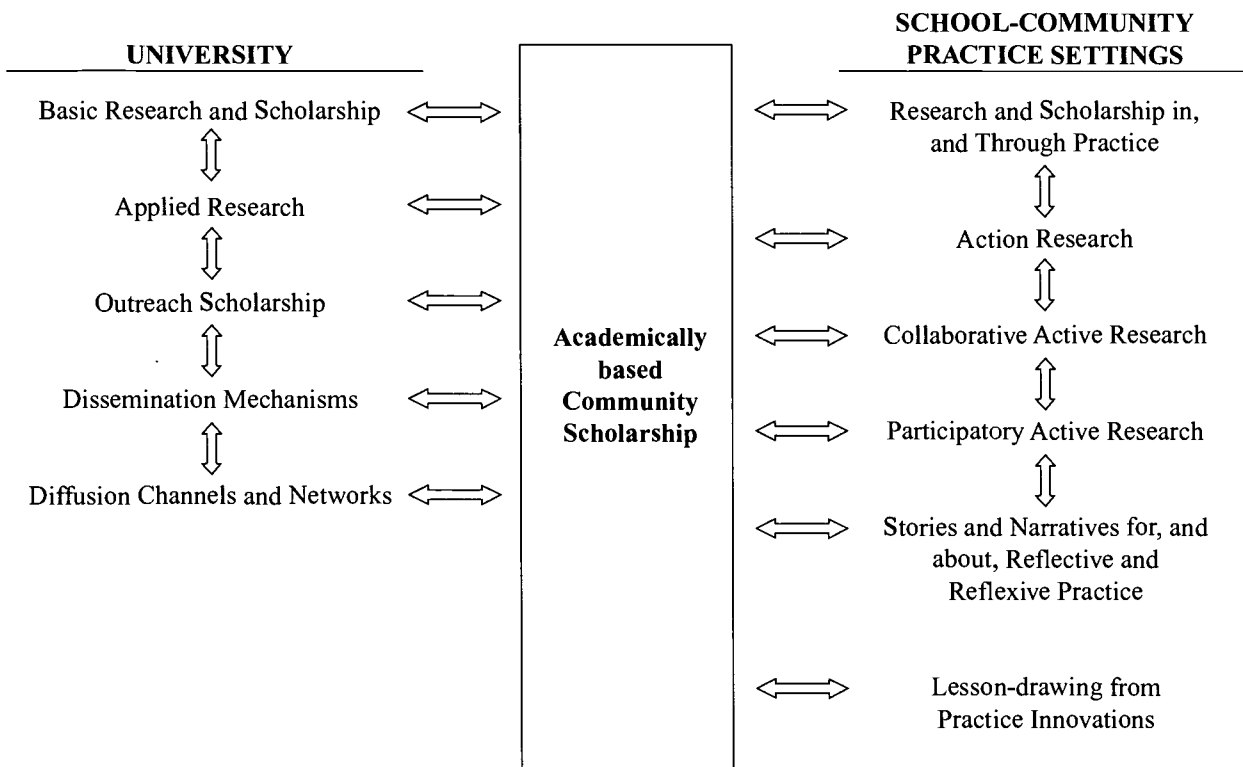 UNIVERSITY
Basic Research and Scholarship
Applied Research
Outreach Scholarship
Dissemination Mechanisms
Diffusion Channels and Networks
Academically
based
Community
Scholarship
SCHOOL-COMMUNITY
PRACTICE SETTINGS
Research and Scholarship in,
and Through Practice
Action Research
Collaborative Active Research
Participatory Active Research
Stories and Narratives for, and
about, Reflective and
Reflexive Practice
Lesson-drawing from
Practice Innovations